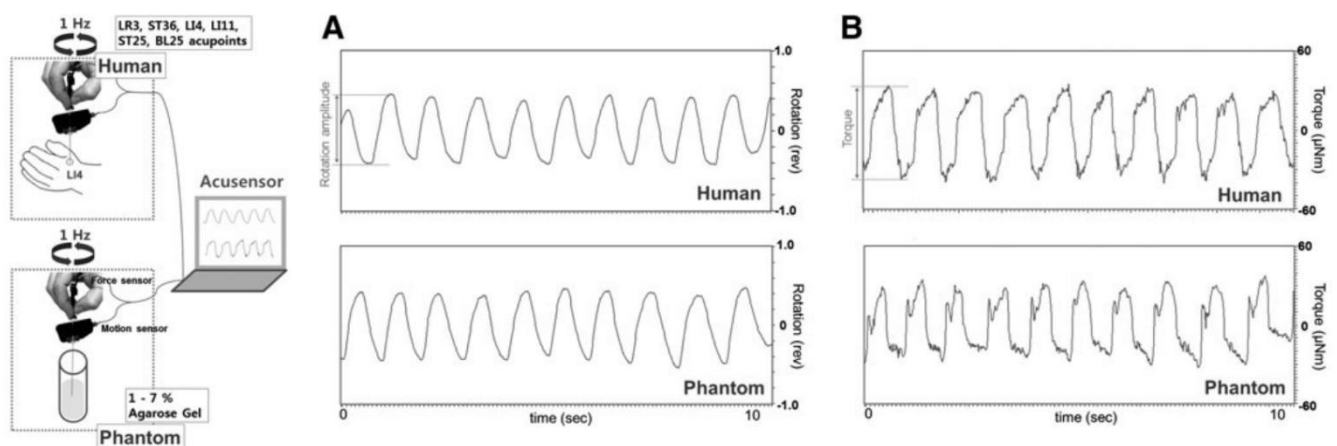 1 Hz
LR3, ST36, LI4, LI11,
ST25, BL25 acupoints
Human
LI4
Acusensor
1 Hz
Force sensor
Motion sensor
1 - 7 %
Agarose Gel
Phantom
A
Rotation amplitude
1.0
0
-1.0
Rotation (rev)
Human
1.0
0
-1.0
Rotation (rev)
Phantom
0
10
time (sec)
B
Torque
60
0
-60
Torque (µNm)
Human
60
0
-60
Torque (µNm)
Phantom
0
10
time (sec)